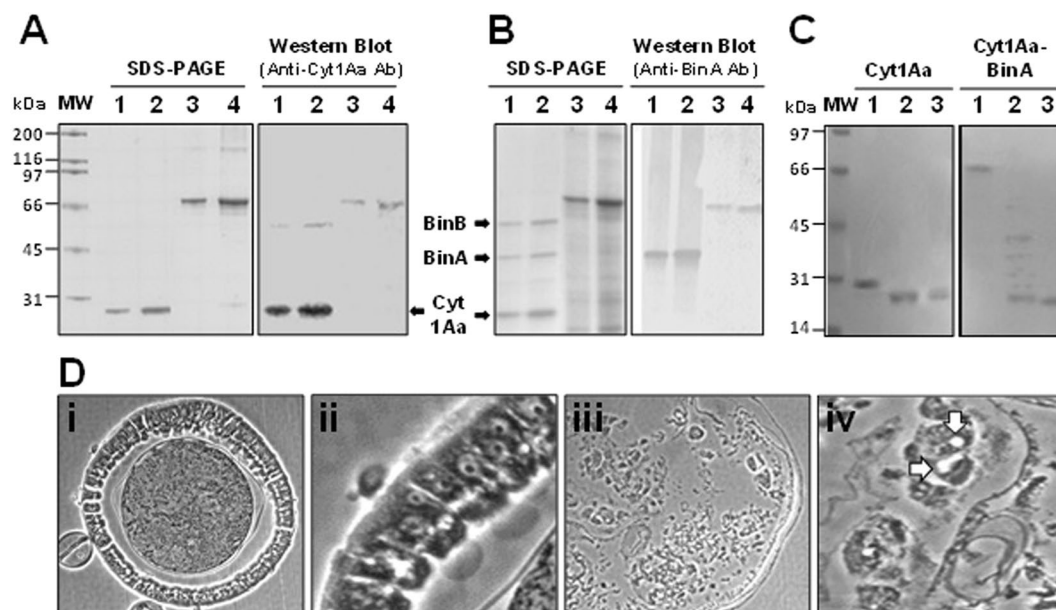 A
B
C
Western Blot
(Anti-Cyt1Aa Ab)
SDS-PAGE
kDa MW 1 2 3 4 1 2 3 4
200
116
97
66
45
31
Western Blot
(Anti-BinA Ab)
SDS-PAGE
1 2 3 4 1 2 3 4
BinB
BinA
Cyt
1Aa
Cyt1Aa-
BinA
Cyt1Aa
kDa MW 1 2 3 1 2 3
97
66
45
31
14
D
i
ii
iii
iv